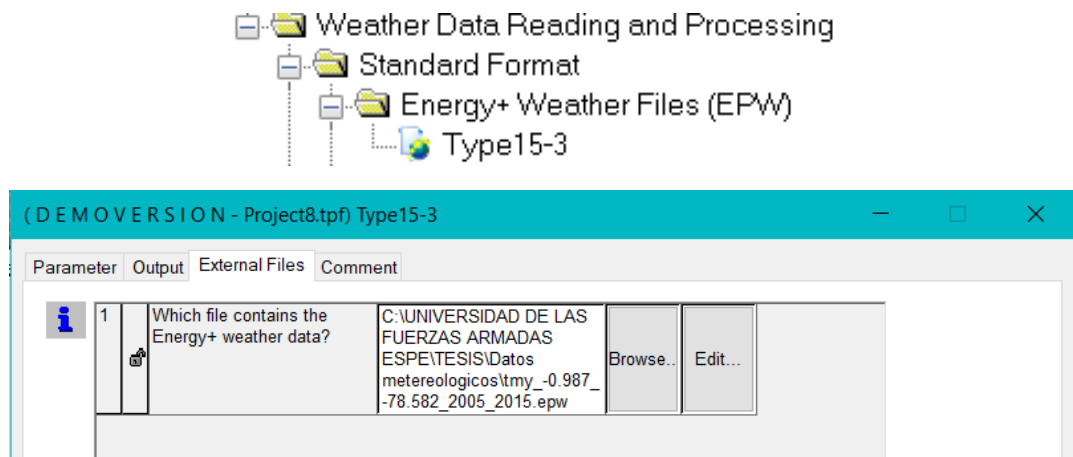 Weather Data Reading and Processing
Standard Format
Energy+ Weather Files (EPW)
Type15-3
( D E M O V E R S I O N - Project8.tpf) Type15-3
Parameter Output External Files Comment
i 1 Which file contains the Energy+ weather data?
C:\UNIVERSIDAD DE LAS
FUERZAS ARMADAS
ESPE\TESIS\Datos
metereologicos\tmy_-0.987_
-78.582_2005_2015.epw
Browse.. Edit...